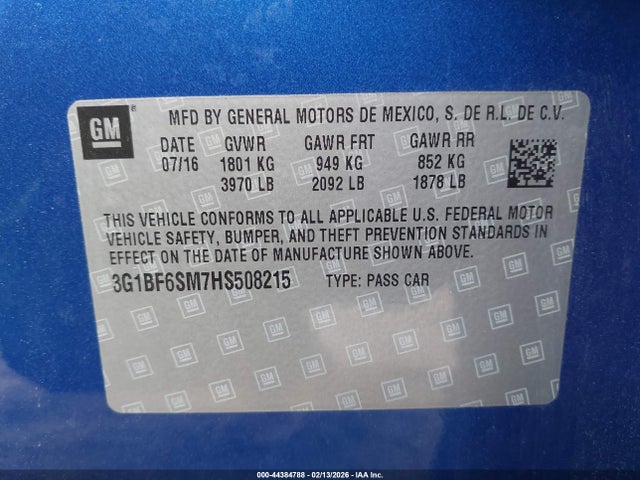 GM
MFD BY GENERAL MOTORS DE MEXICO, S. DE R.L. DE C.V.
DATE GVWR GAWR FRT GAWR RR
07/16 1801 KG 949 KG 852 KG
3970 LB 2092 LB 1878 LB
THIS VEHICLE CONFORMS TO ALL APPLICABLE U.S. FEDERAL MOTOR
VEHICLE SAFETY, BUMPER, AND THEFT PREVENTION STANDARDS IN
EFFECT ON THE DATE OF MANUFACTURE SHOWN ABOVE.
3G1BF6SM7HS508215 TYPE: PASS CAR
000-44384788 - 02/13/2026 - IAA Inc.